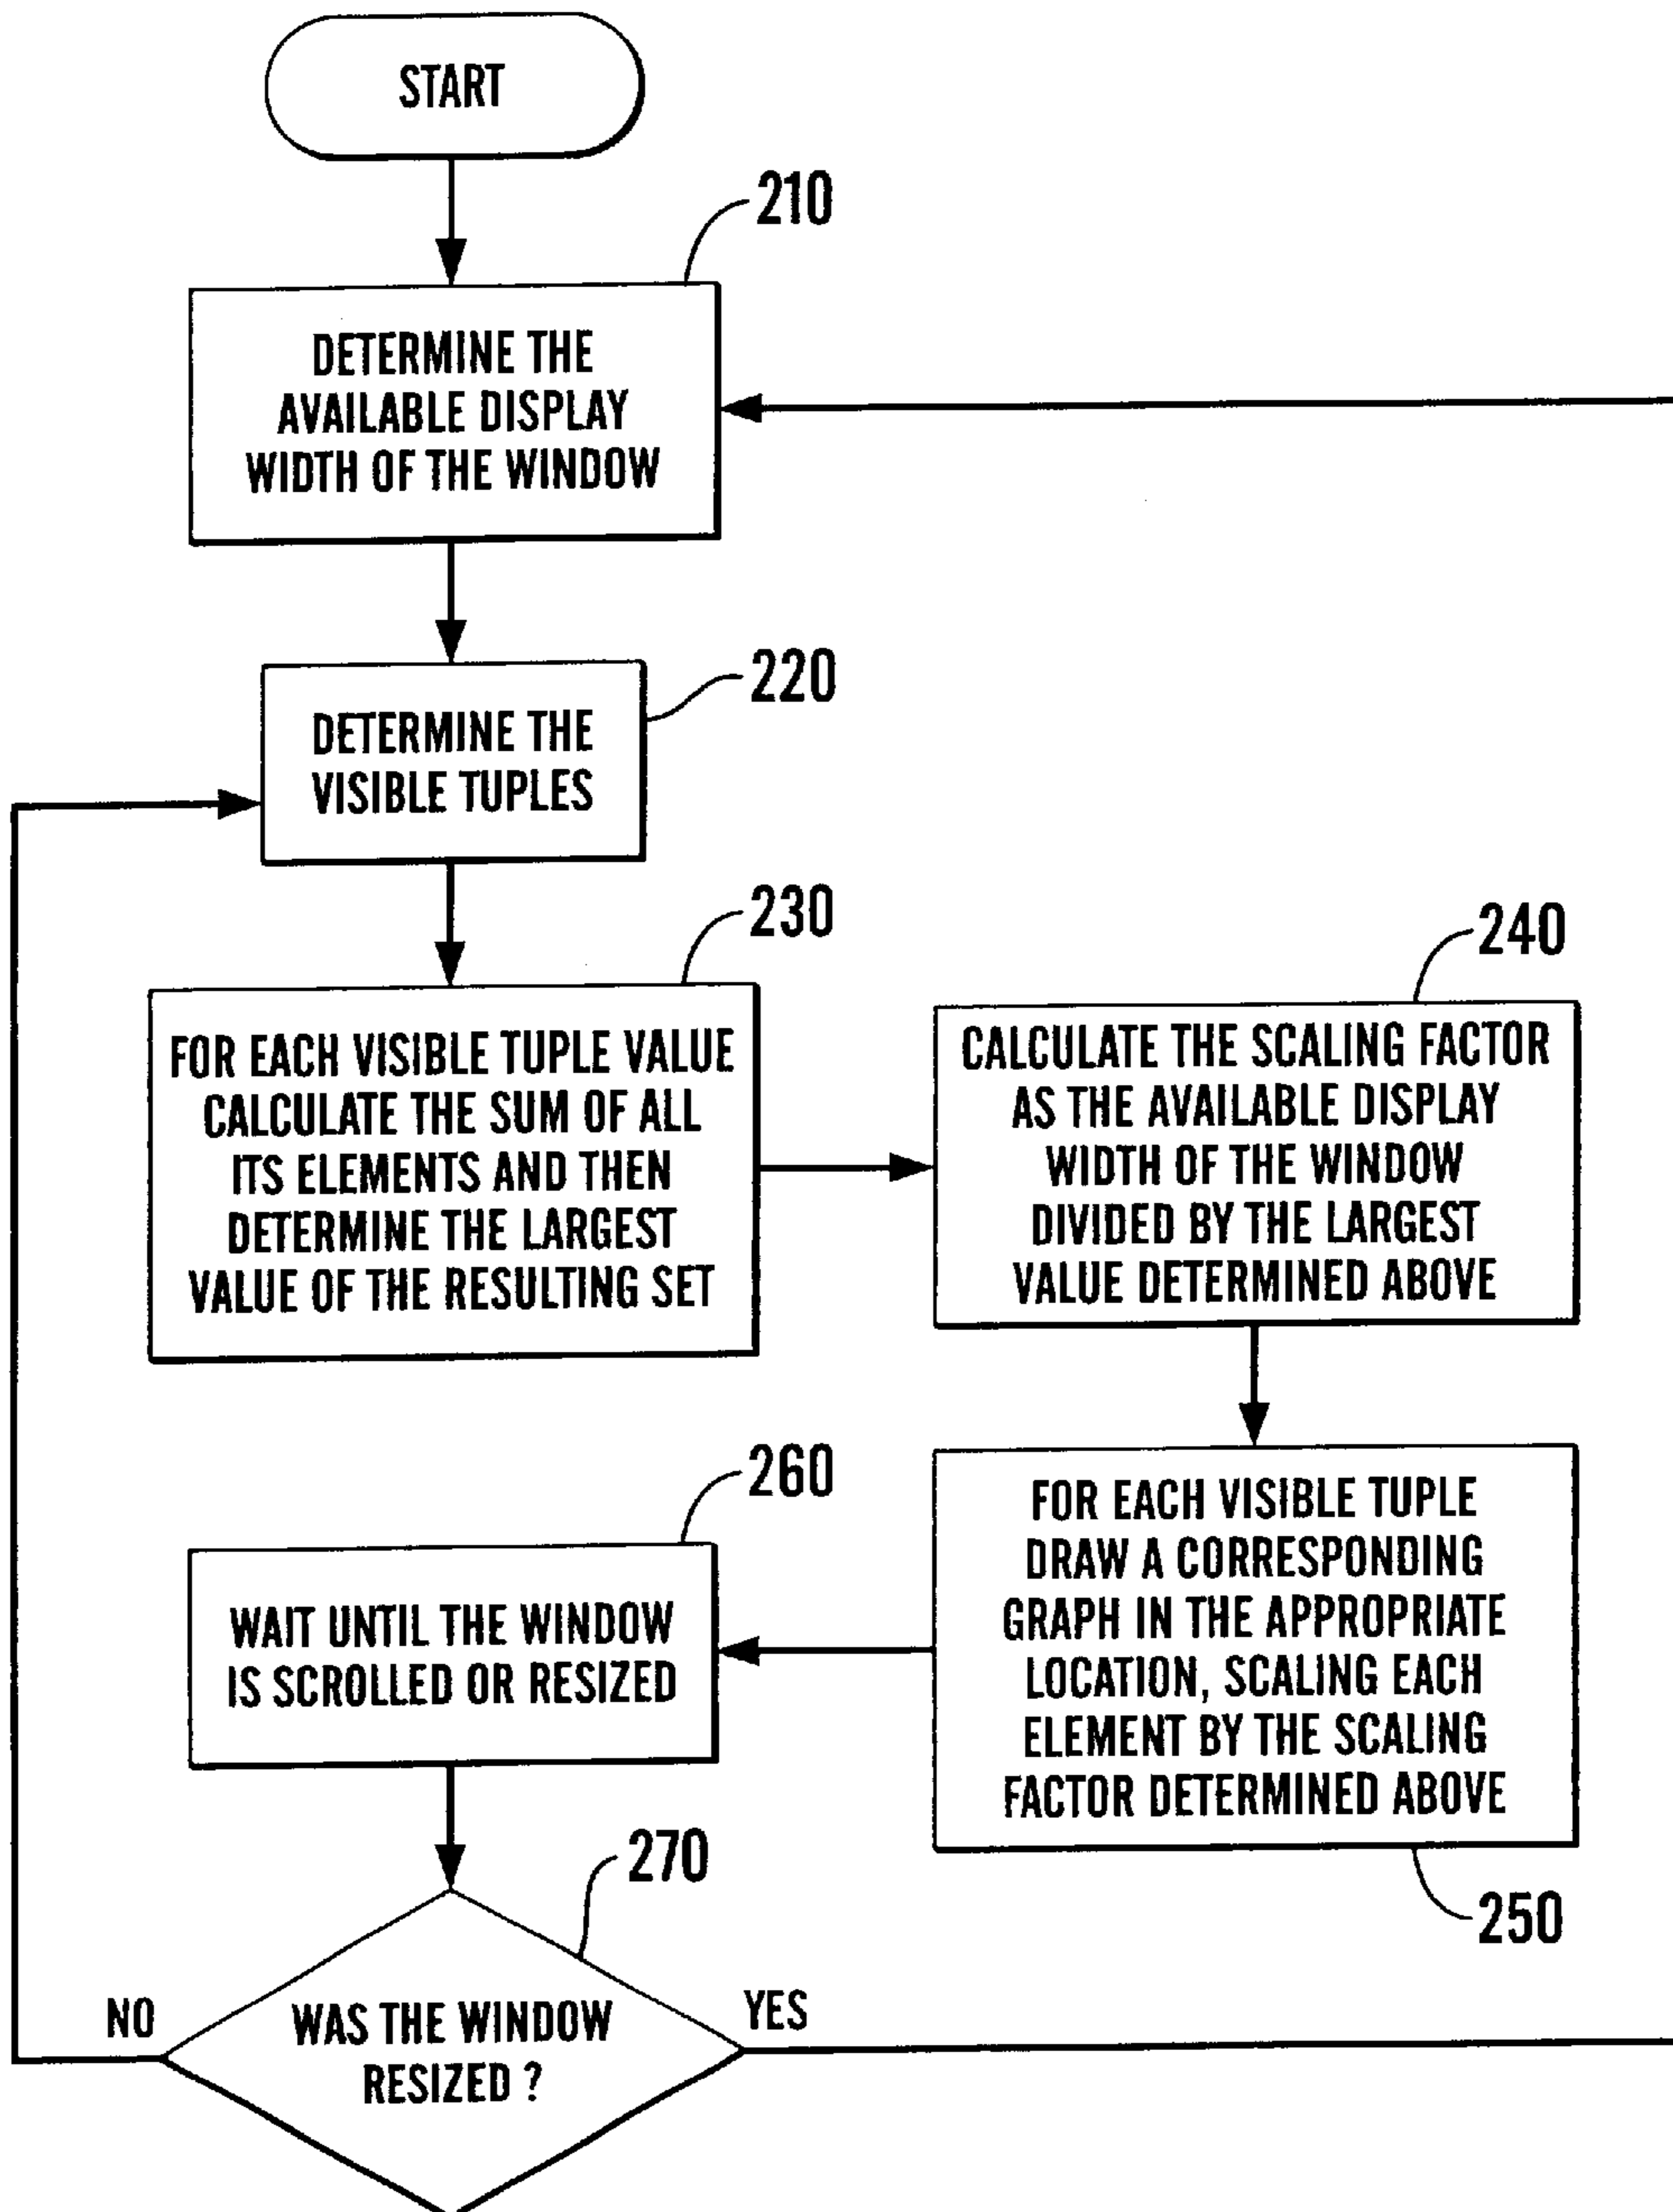 START
210
DETERMINE THE
AVAILABLE DISPLAY
WIDTH OF THE WINDOW
220
DETERMINE THE
VISIBLE TUPLES
230
FOR EACH VISIBLE TUPLE VALUE
CALCULATE THE SUM OF ALL
ITS ELEMENTS AND THEN
DETERMINE THE LARGEST
VALUE OF THE RESULTING SET
240
CALCULATE THE SCALING FACTOR
AS THE AVAILABLE DISPLAY
WIDTH OF THE WINDOW
DIVIDED BY THE LARGEST
VALUE DETERMINED ABOVE
FOR EACH VISIBLE TUPLE
DRAW A CORRESPONDING
GRAPH IN THE APPROPRIATE
LOCATION, SCALING EACH
ELEMENT BY THE SCALING
FACTOR DETERMINED ABOVE
250
260
WAIT UNTIL THE WINDOW
IS SCROLLED OR RESIZED
270
WAS THE WINDOW
RESIZED ?
NO
YES